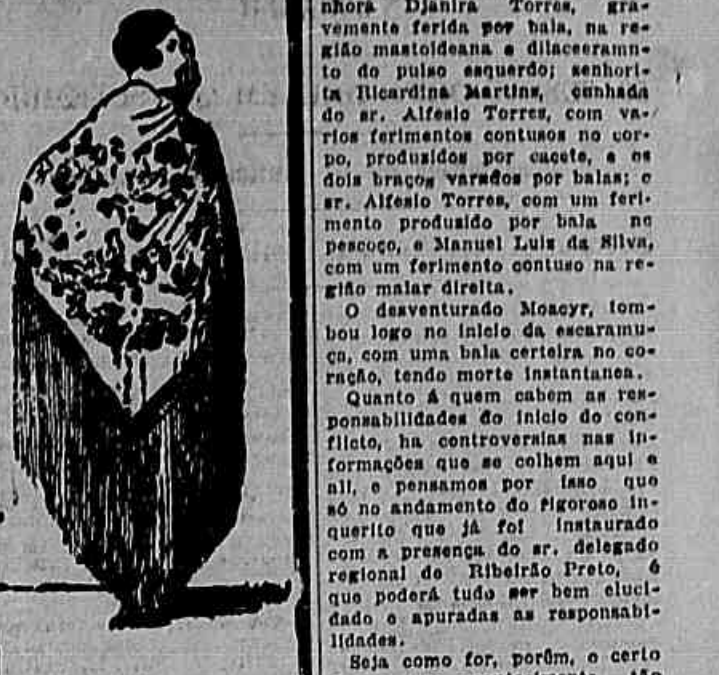 nhora Djanira Torres, gra-
vemente ferida por bala, na re-
gião mastoideana e dilaceeramn-
to do pulso esquerdo; senhori-
ta Ricardina Martins, cunhada
do sr. Alfesio Torres, com va-
rios ferimentos contusos no cor-
po, produzidos por cacete, e os
dois braços varados por balas; o
sr. Alfesio Torres, com um feri-
mento produzido por bala no
pescoço, e Manuel Luiz da Silva,
com um ferimento contuso na re-
gião malar direita.
O desventurado Moacyr, tom-
bou logo no inicio da escaramu-
ça, com uma bala certeira no co-
ração, tendo morte instantanea.
Quanto á quem cabem as res-
ponsabilidades do inicio do con-
flicto, ha controversias nas in-
formações que se colhem aqui e
ali, e pensamos por isso que
só no andamento do rigoroso in-
querito que já foi instaurado
com a presença do sr. delegado
regional de Ribeirão Preto, é
que poderá tudo ser bem eluci-
dado e apuradas as responsabi-
lidades.
Seja como for, porém, o certo